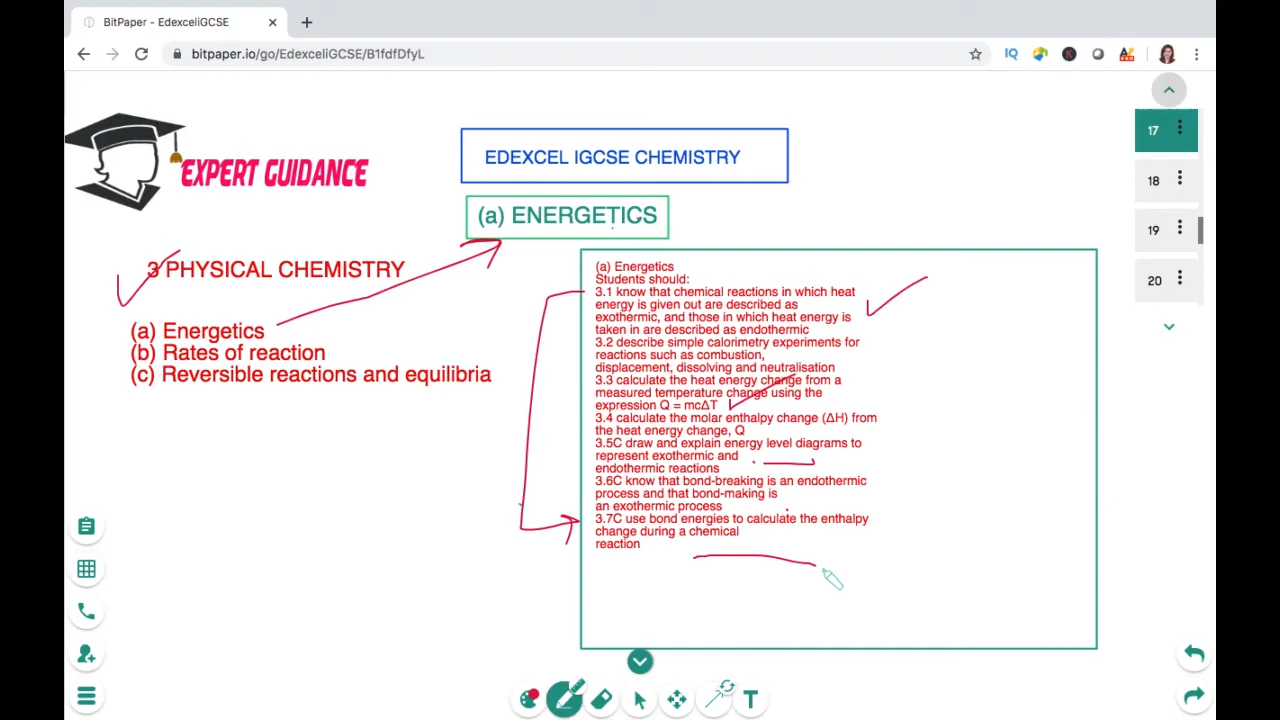 BitPaper - EdexceliGCSE
bitpaper.io/go/EdexceliGCSE/B1fdfDfyL
IQ
EXPERT GUIDANCE
EDEXCEL IGCSE CHEMISTRY
(a) ENERGETICS
3 PHYSICAL CHEMISTRY
(a) Energetics
(b) Rates of reaction
(c) Reversible reactions and equilibria
(a) Energetics
Students should:
3.1 know that chemical reactions in which heat
energy is given out are described as
exothermic, and those in which heat energy is
taken in are described as endothermic
3.2 describe simple calorimetry experiments for
reactions such as combustion,
displacement, dissolving and neutralisation
3.3 calculate the heat energy change from a
measured temperature change using the
expression Q = mcΔT
3.4 calculate the molar enthalpy change (ΔH) from
the heat energy change, Q
3.5C draw and explain energy level diagrams to
represent exothermic and
endothermic reactions
3.6C know that bond-breaking is an endothermic
process and that bond-making is
an exothermic process
3.7C use bond energies to calculate the enthalpy
change during a chemical
reaction
17
18
19
20
T